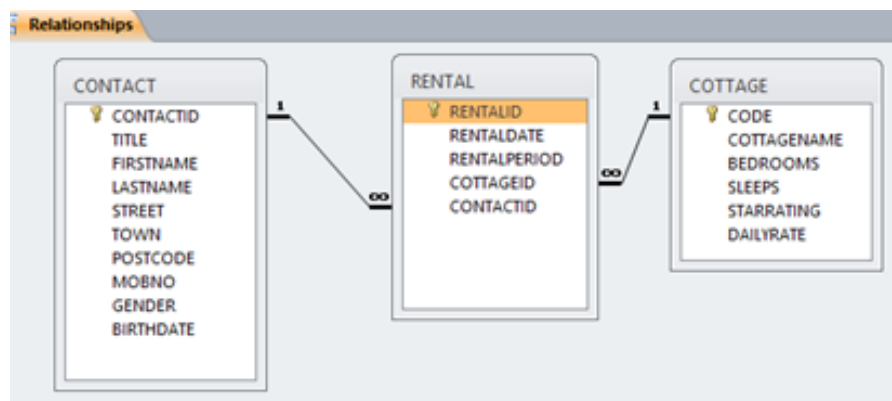 Relationships
CONTACT
CONTACTID
TITLE
FIRSTNAME
LASTNAME
STREET
TOWN
POSTCODE
MOBNO
GENDER
BIRTHDATE
1
∞
RENTAL
RENTALID
RENTALDATE
RENTALPERIOD
COTTAGEID
CONTACTID
∞
1
COTTAGE
CODE
COTTAGENAME
BEDROOMS
SLEEPS
STARRATING
DAILYRATE